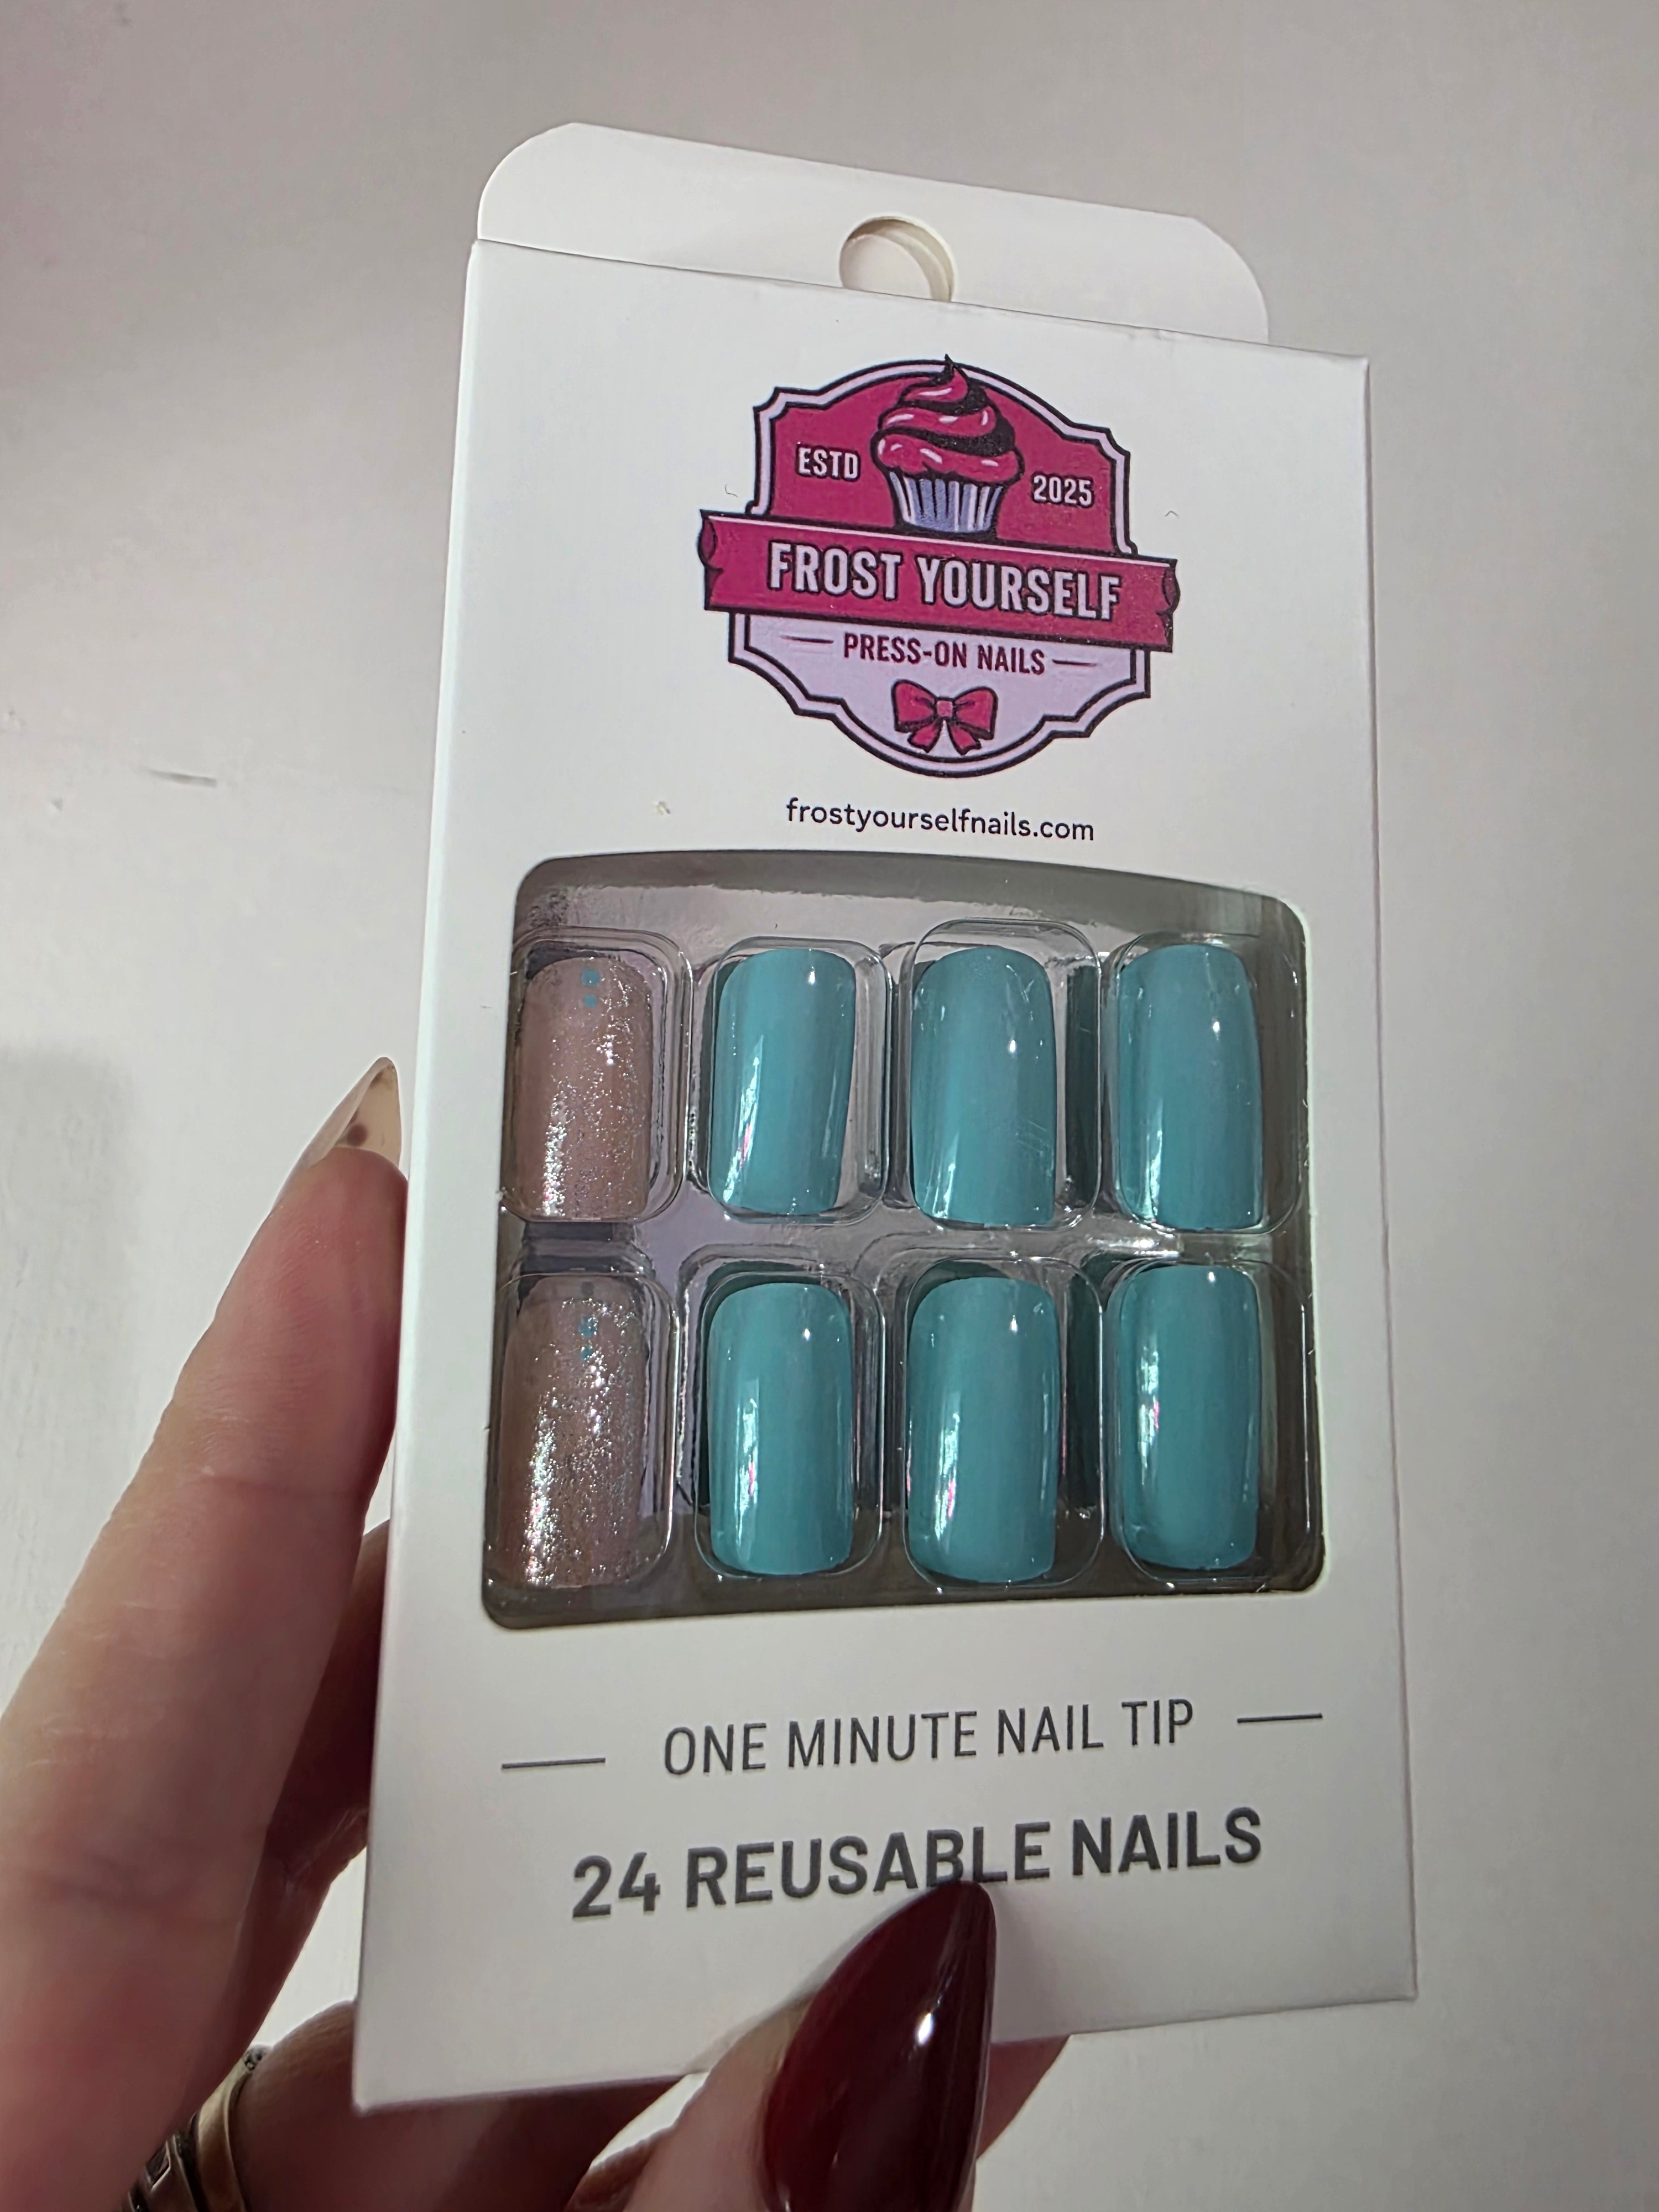 ESTD 2025
FROST YOURSELF
PRESS-ON NAILS
frostyourselfnails.com
ONE MINUTE NAIL TIP
24 REUSABLE NAILS